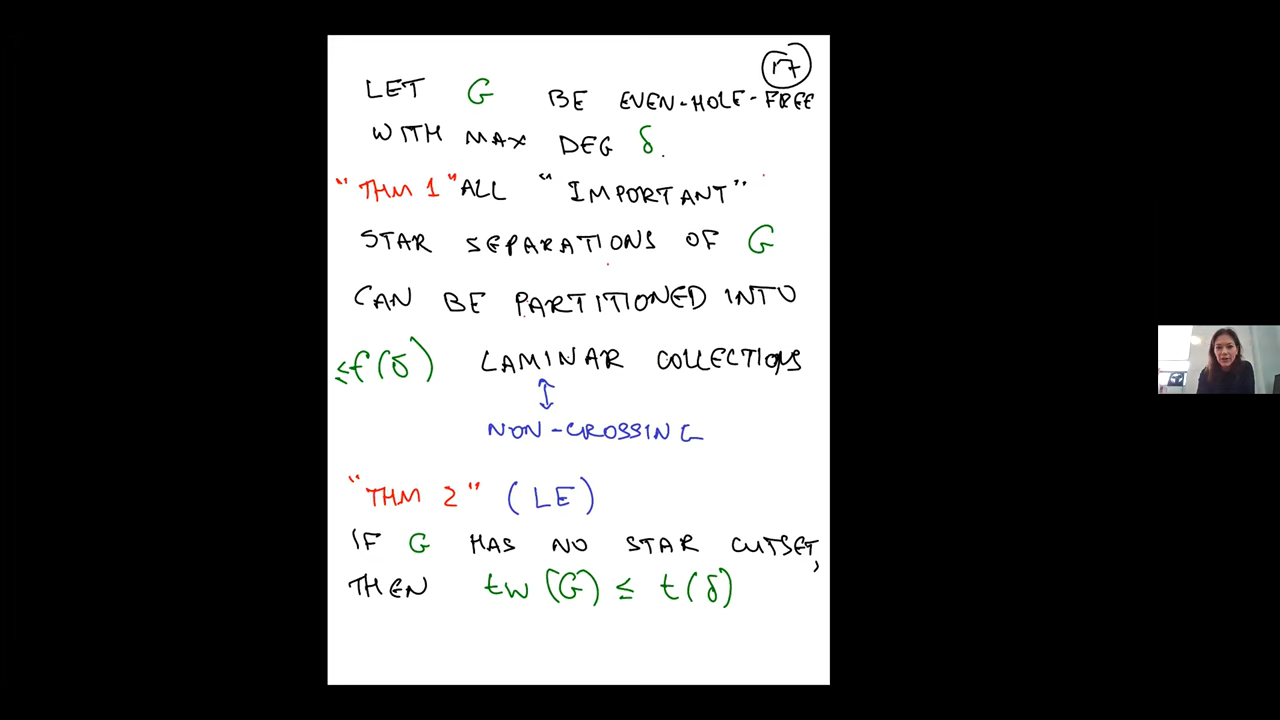 17
LET G BE EVEN-HOLE-FREE
WITH MAX DEG δ.
"THM 1" ALL "IMPORTANT"
STAR SEPARATIONS OF G
CAN BE PARTITIONED INTO
≤f(δ) LAMINAR COLLECTIONS
↕
NON-CROSSING
"THM 2" (LE)
IF G HAS NO STAR CUTSET,
THEN tw(G) ≤ t(δ)